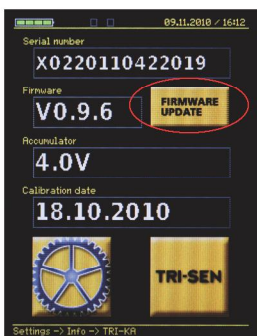 09.11.2010 / 16:12
Serial number
X0220110422019
Firmware
V0.9.6
FIRMWARE
UPDATE
Accumulator
4.0V
Calibration date
18.10.2010
TRI-SEN
Settings -> Info -> TRI-KA